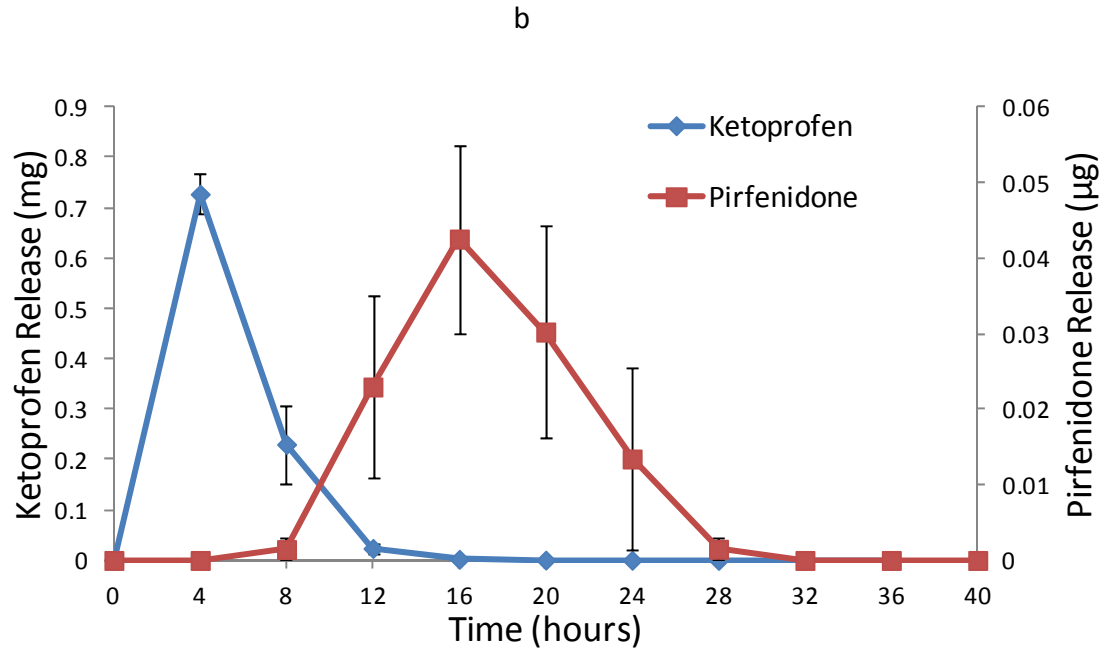 b
Ketoprofen Release (mg)
0.9
0.8
0.7
0.6
0.5
0.4
0.3
0.2
0.1
0
Ketoprofen
Pirfenidone
0.06
0.05
0.04
0.03
0.02
0.01
0
Pirfenidone Release (µg)
0 4 8 12 16 20 24 28 32 36 40
Time (hours)